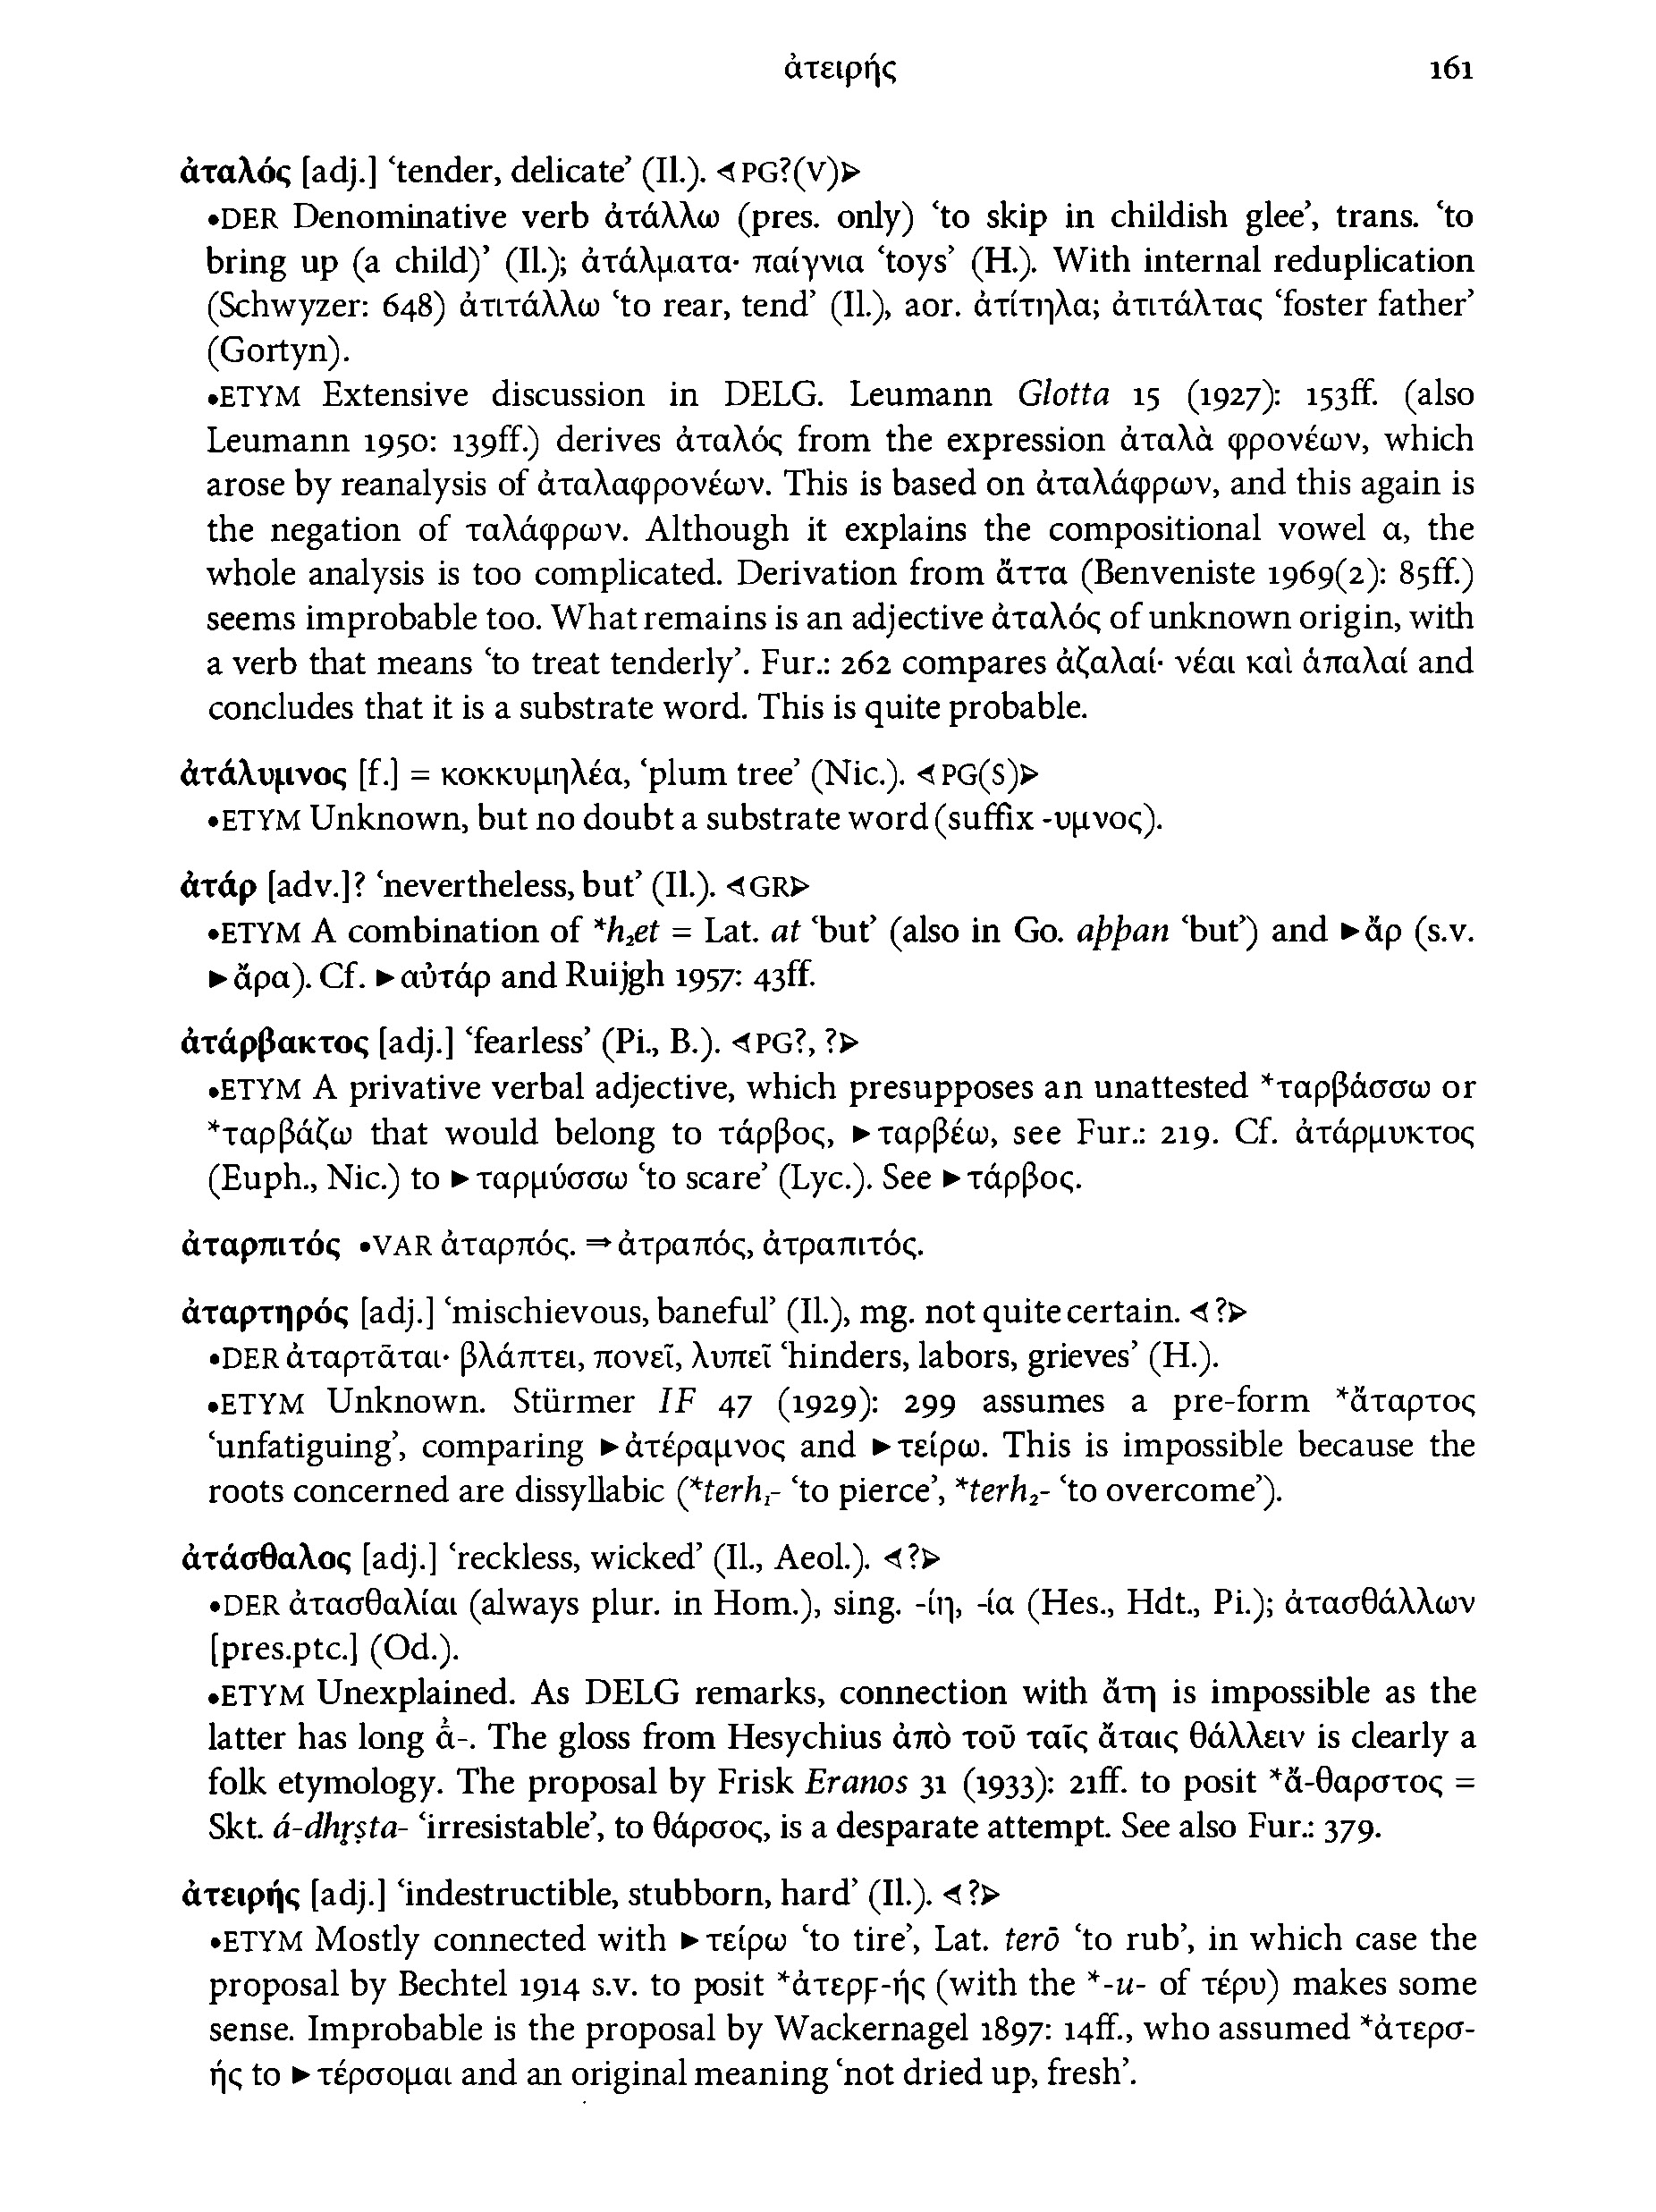 ἀτειρής 161
ἀταλός [adj.] ‘tender, delicate’ (Il.). ⊲PG?(V)⊳
•DER Denominative verb ἀτάλλω (pres. only) ‘to skip in childish glee’, trans. ‘to
bring up (a child)’ (Il.); ἀτάλματα· παίγνια ‘toys’ (H.). With internal reduplication
(Schwyzer: 648) ἀτιτάλλω ‘to rear, tend’ (Il.), aor. ἀτίτηλα; ἀτιτάλτας ‘foster father’
(Gortyn).
•ETYM Extensive discussion in DELG. Leumann Glotta 15 (1927): 153ff. (also
Leumann 1950: 139ff.) derives ἀταλός from the expression ἀταλὰ φρονέων, which
arose by reanalysis of ἀταλαφρονέων. This is based on ἀταλάφρων, and this again is
the negation of ταλάφρων. Although it explains the compositional vowel α, the
whole analysis is too complicated. Derivation from ἄττα (Benveniste 1969(2): 85ff.)
seems improbable too. What remains is an adjective ἀταλός of unknown origin, with
a verb that means ‘to treat tenderly’. Fur.: 262 compares ἀζαλαί· νέαι καὶ ἁπαλαί and
concludes that it is a substrate word. This is quite probable.
ἀτάλυμνος [f.] = κοκκυμηλέα, ‘plum tree’ (Nic.). ⊲PG(S)⊳
•ETYM Unknown, but no doubt a substrate word (suffix -υμνος).
ἀτάρ [adv.]? ‘nevertheless, but’ (Il.). ⊲GR⊳
•ETYM A combination of *h₂et = Lat. at ‘but’ (also in Go. aþþan ‘but’) and ►ἄρ (s.v.
►ἄρα). Cf. ►αὐτάρ and Ruijgh 1957: 43ff.
ἀτάρβακτος [adj.] ‘fearless’ (Pi., B.). ⊲PG?, ?⊳
•ETYM A privative verbal adjective, which presupposes an unattested *ταρβάσσω or
*ταρβάζω that would belong to τάρβος, ►ταρβέω, see Fur.: 219. Cf. ἀτάρμυκτος
(Euph., Nic.) to ►ταρμύσσω ‘to scare’ (Lyc.). See ►τάρβος.
ἀταρπιτός •VAR ἀταρπός. ⇒ἀτραπός, ἀτραπιτός.
ἀταρτηρός [adj.] ‘mischievous, baneful’ (Il.), mg. not quite certain. ⊲?⊳
•DER ἀταρτᾶται· βλάπτει, πονεῖ, λυπεῖ ‘hinders, labors, grieves’ (H.).
•ETYM Unknown. Stürmer IF 47 (1929): 299 assumes a pre-form *ἄταρτος
‘unfatiguing’, comparing ►ἀτέραμνος and ►τείρω. This is impossible because the
roots concerned are dissyllabic (*terh₁- ‘to pierce’, *terh₂- ‘to overcome’).
ἀτάσθαλος [adj.] ‘reckless, wicked’ (Il., Aeol.). ⊲?⊳
•DER ἀτασθαλίαι (always plur. in Hom.), sing. -ίη, -ία (Hes., Hdt., Pi.); ἀτασθάλλων
[pres.ptc.] (Od.).
•ETYM Unexplained. As DELG remarks, connection with ἄτη is impossible as the
latter has long ᾱ̓-. The gloss from Hesychius ἀπὸ τοῦ ταῖς ἄταις θάλλειν is clearly a
folk etymology. The proposal by Frisk Eranos 31 (1933): 21ff. to posit *ἄ-θαρστος =
Skt. á-dhṛṣta- ‘irresistable’, to θάρσος, is a desparate attempt. See also Fur.: 379.
ἀτειρής [adj.] ‘indestructible, stubborn, hard’ (Il.). ⊲?⊳
•ETYM Mostly connected with ►τείρω ‘to tire’, Lat. terō ‘to rub’, in which case the
proposal by Bechtel 1914 s.v. to posit *ἀτερϝ-ής (with the *-u- of τέρυ) makes some
sense. Improbable is the proposal by Wackernagel 1897: 14ff., who assumed *ἀτερσ-
ής to ►τέρσομαι and an original meaning ‘not dried up, fresh’.